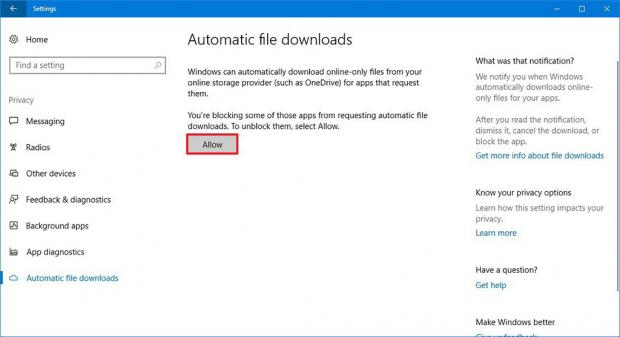 Settings
Home
Find a setting
Privacy
Messaging
Radios
Other devices
Feedback & diagnostics
Background apps
App diagnostics
Automatic file downloads
Automatic file downloads
Windows can automatically download online-only files from your
online storage provider (such as OneDrive) for apps that request
them.
You're blocking some of those apps from requesting automatic file
downloads. To unblock them, select Allow.
Allow
What was that notification?
We notify you when Windows
automatically downloads online-
only files for your apps.
After you read the notification,
dismiss it, cancel the download, or
block the app.
Get more info about file downloads
Know your privacy options
Learn how this setting impacts your
privacy.
Learn more
Have a question?
Get help
Make Windows better
Give us feedback